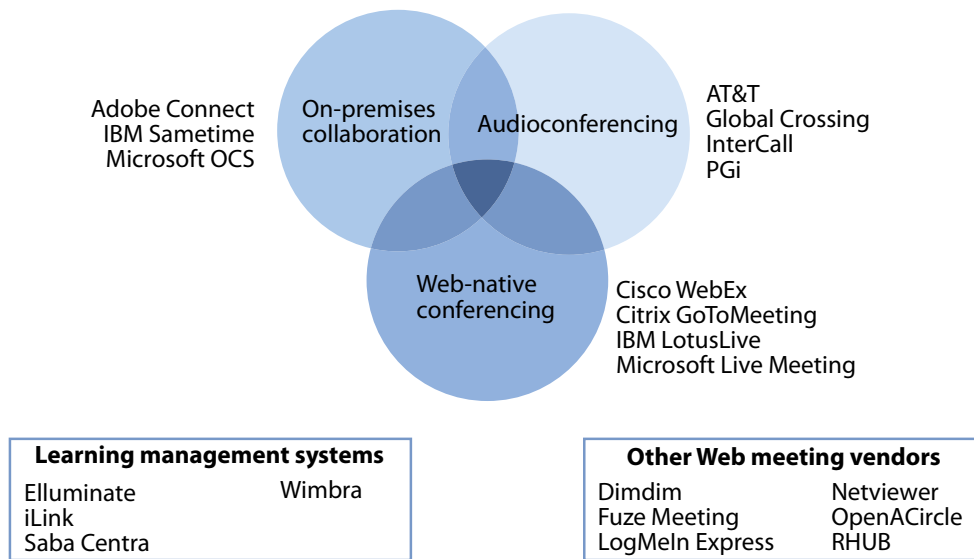 Adobe Connect
IBM Sametime
Microsoft OCS
On-premises
collaboration
Audioconferencing
AT&T
Global Crossing
InterCall
PGi
Web-native
conferencing
Cisco WebEx
Citrix GoToMeeting
IBM LotusLive
Microsoft Live Meeting
Learning management systems
Elluminate
iLink
Saba Centra
Wimbra
Other Web meeting vendors
Dimdim
Fuze Meeting
LogMeIn Express
Netviewer
OpenACircle
RHUB